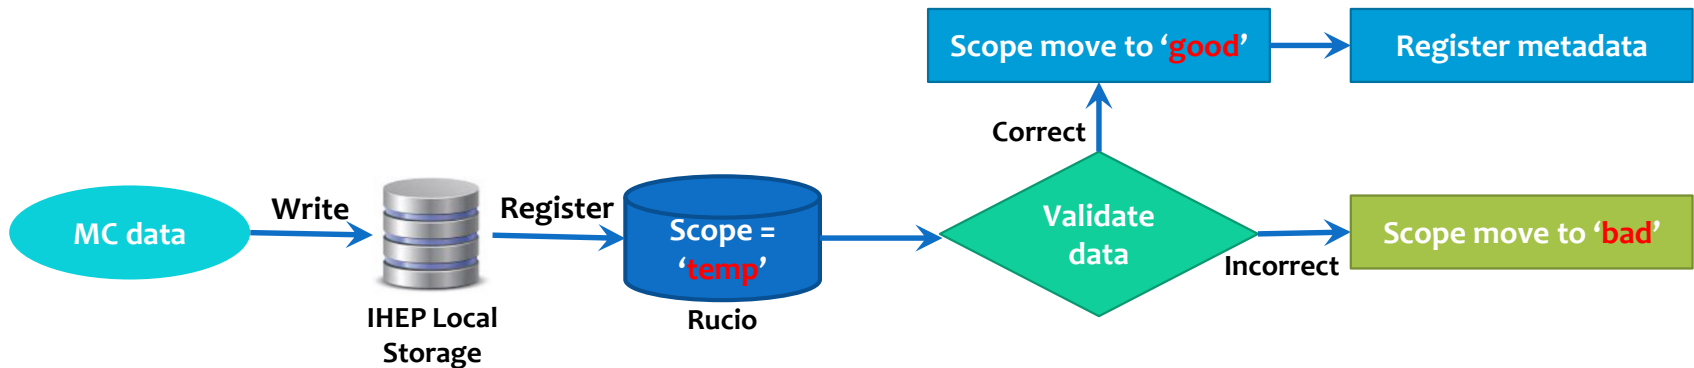 Scope move to ‘good’
Register metadata
Correct
MC data
Write
IHEP Local
Storage
Register
Scope =
‘temp’
Rucio
Validate
data
Incorrect
Scope move to ‘bad’